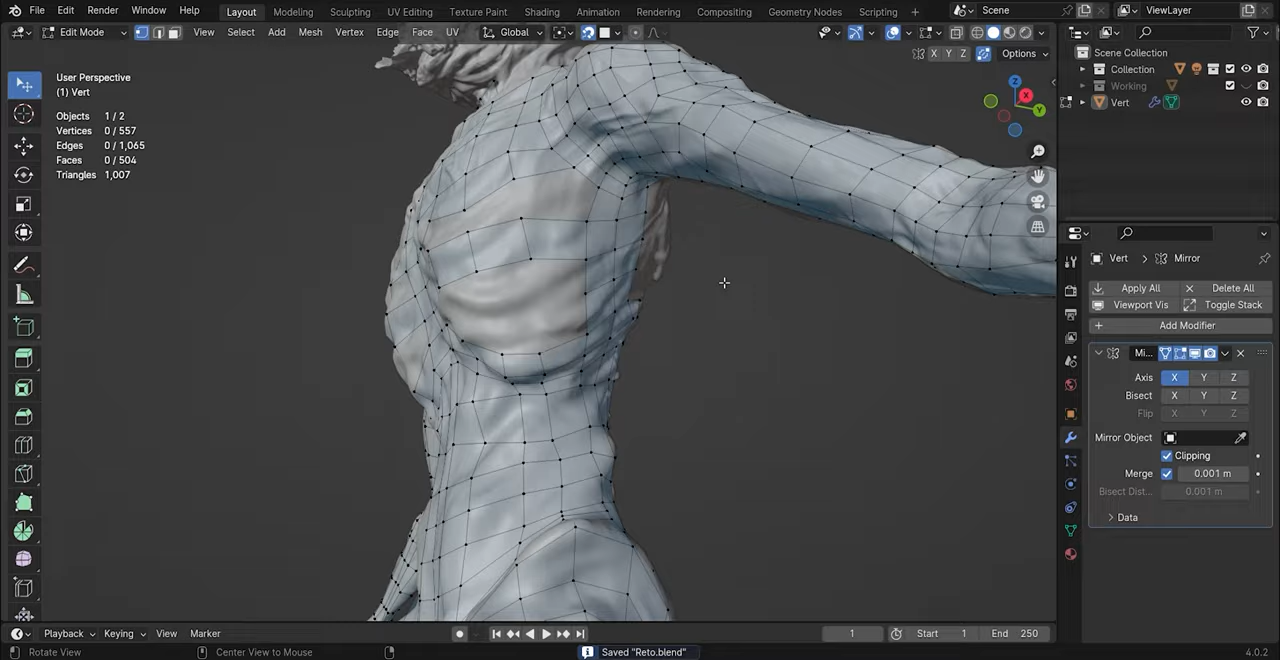 File Edit Render Window Help Layout Modeling Sculpting UV Editing Texture Paint Shading Animation Rendering Compositing Geometry Nodes Scripting + Scene ViewLayer
Edit Mode View Select Add Mesh Vertex Edge Face UV Global
X Y Z Options
User Perspective
(1) Vert
Objects 1 / 2
Vertices 0 / 557
Edges 0 / 1,065
Faces 0 / 504
Triangles 1,007
Z
X
Y
Scene Collection
Collection
Working
Vert
Vert Mirror
Apply All Delete All
Viewport Vis Toggle Stack
Add Modifier
Mi...
Axis X Y Z
Bisect X Y Z
Flip X Y Z
Mirror Object
Clipping
Merge 0.001 m
Bisect Dist... 0.001 m
Data
Playback Keying View Marker 1 Start 1 End 250
Rotate View Center View to Mouse Saved "Reto.blend" 4.0.2